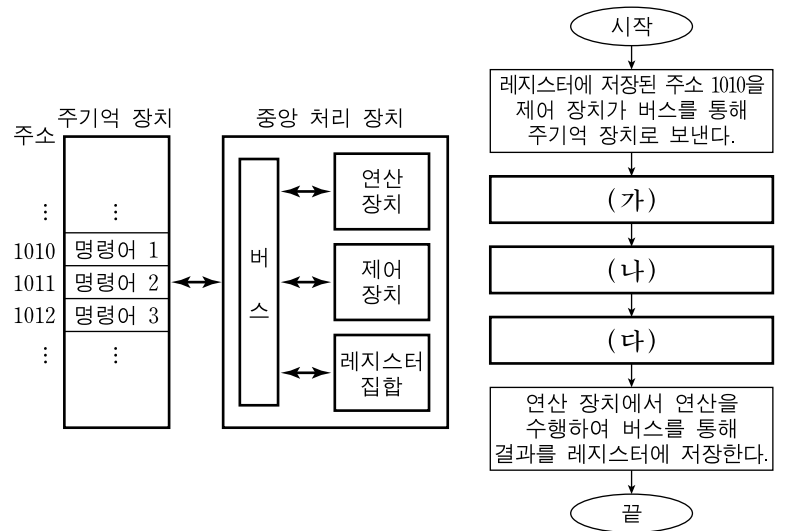 주기억 장치
중앙 처리 장치
주소
⋮ ⋮
1010 명령어 1
1011 명령어 2
1012 명령어 3
⋮ ⋮
버
스
연산
장치
제어
장치
레지스터
집합
시작
레지스터에 저장된 주소 1010을
제어 장치가 버스를 통해
주기억 장치로 보낸다.
(가)
(나)
(다)
연산 장치에서 연산을
수행하여 버스를 통해
결과를 레지스터에 저장한다.
끝